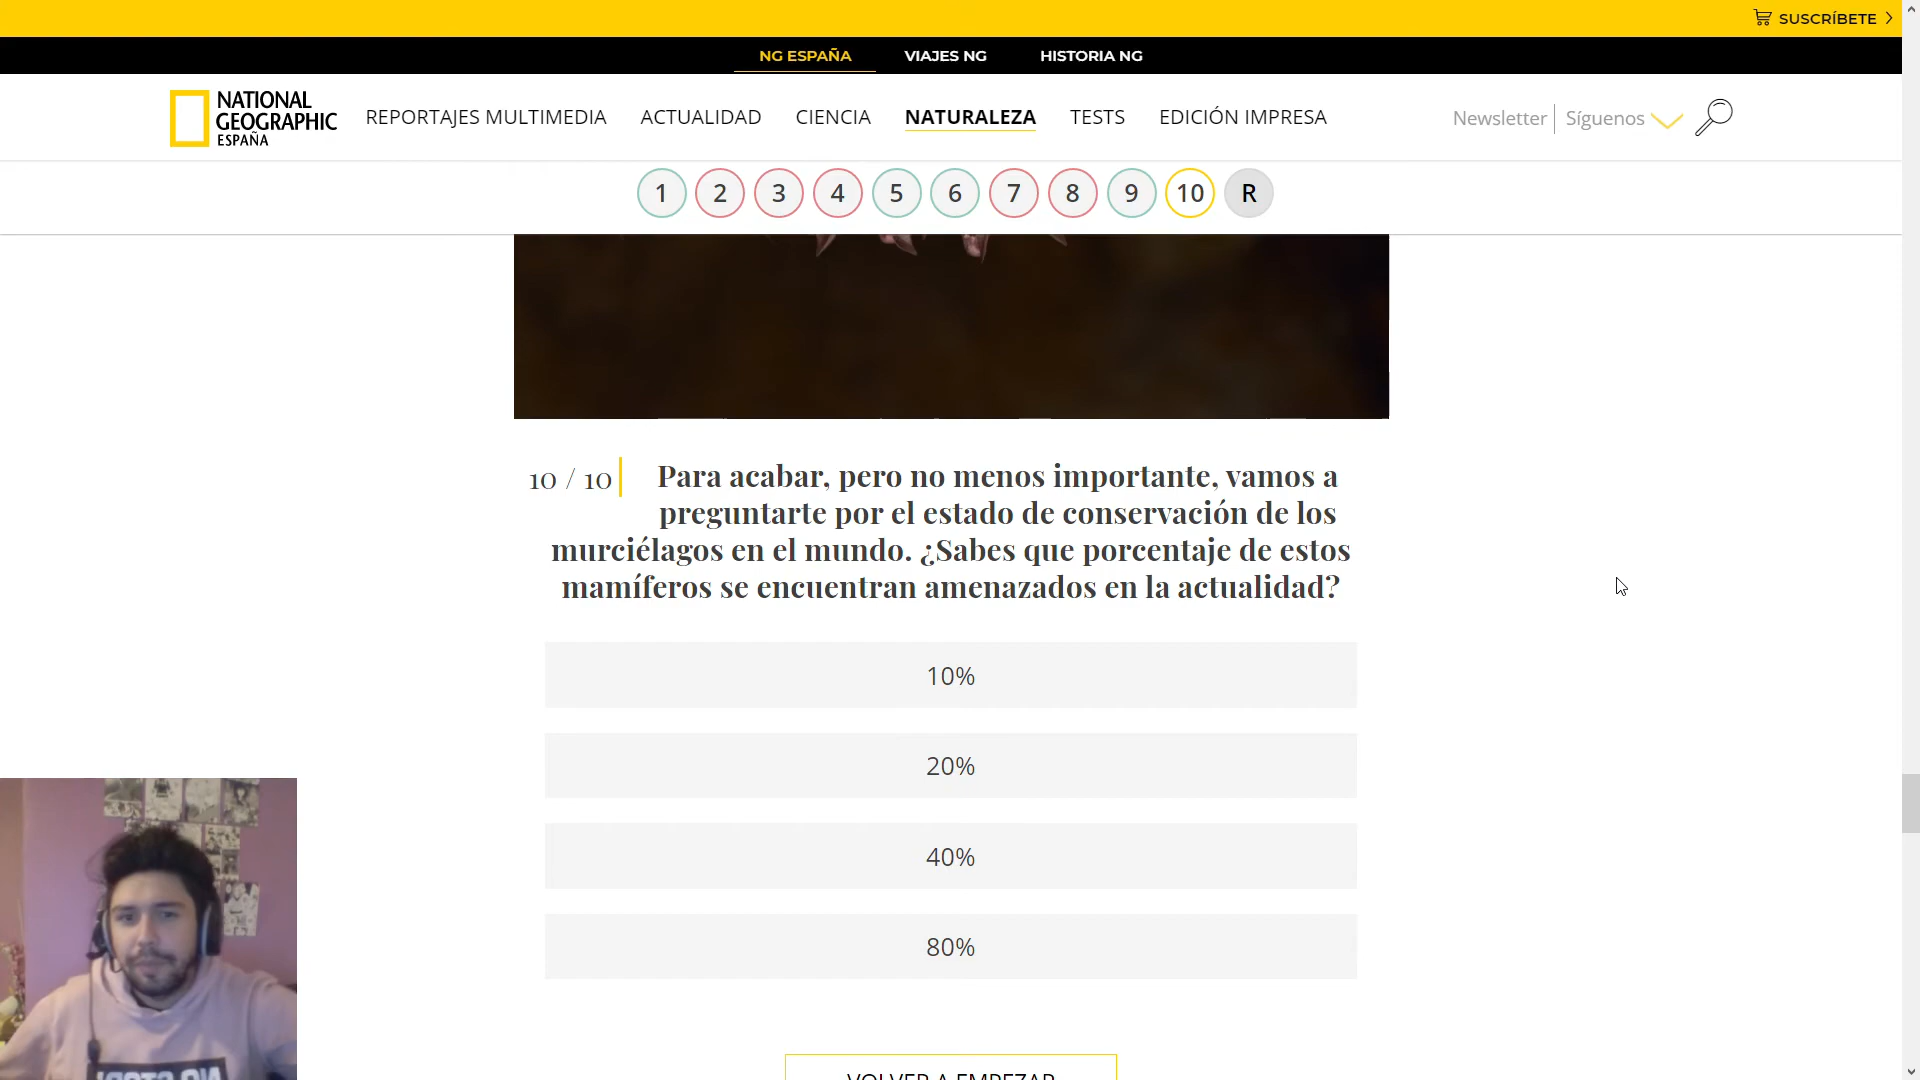 SUSCRÍBETE
NG ESPAÑA VIAJES NG HISTORIA NG
NATIONAL
GEOGRAPHIC
ESPAÑA
REPORTAJES MULTIMEDIA ACTUALIDAD CIENCIA NATURALEZA TESTS EDICIÓN IMPRESA
Newsletter Síguenos
1 2 3 4 5 6 7 8 9 10 R
10 / 10
Para acabar, pero no menos importante, vamos a
preguntarte por el estado de conservación de los
murciélagos en el mundo. ¿Sabes que porcentaje de estos
mamíferos se encuentran amenazados en la actualidad?
10%
20%
40%
80%
VOLVER A EMPEZAR